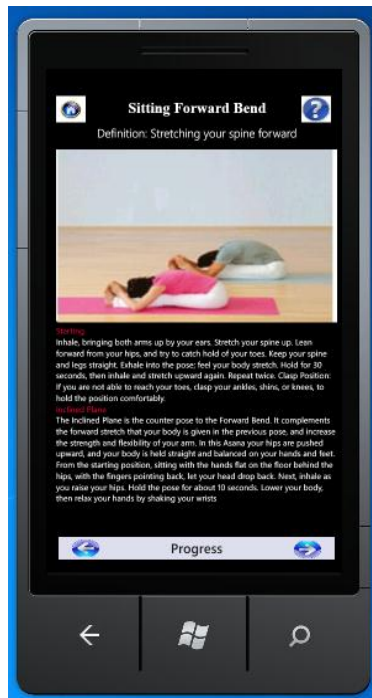 Sitting Forward Bend
?
Definition: Stretching your spine forward
Starting
Inhale, bringing both arms up by your ears. Stretch your spine up. Lean
forward from your hips, and try to catch hold of your toes. Keep your spine
and legs straight. Exhale into the pose; feel your body stretch. Hold for 30
seconds, then inhale and stretch upward again. Repeat twice. Clasp Position:
If you are not able to reach your toes, clasp your ankles, shins, or knees, to
hold the position comfortably.
Inclined Plane
The Inclined Plane is the counter pose to the Forward Bend. It complements
the forward stretch that your body is given in the previous pose, and increase
the strength and flexibility of your arm. In this Asana your hips are pushed
upward, and your body is held straight and balanced on your hands and feet.
From the starting position, sitting with the hands flat on the floor behind the
hips, with the fingers pointing back, let your head drop back. Next, inhale as
you raise your hips. Hold the pose for about 10 seconds. Lower your body,
then relax your hands by shaking your wrists
Progress